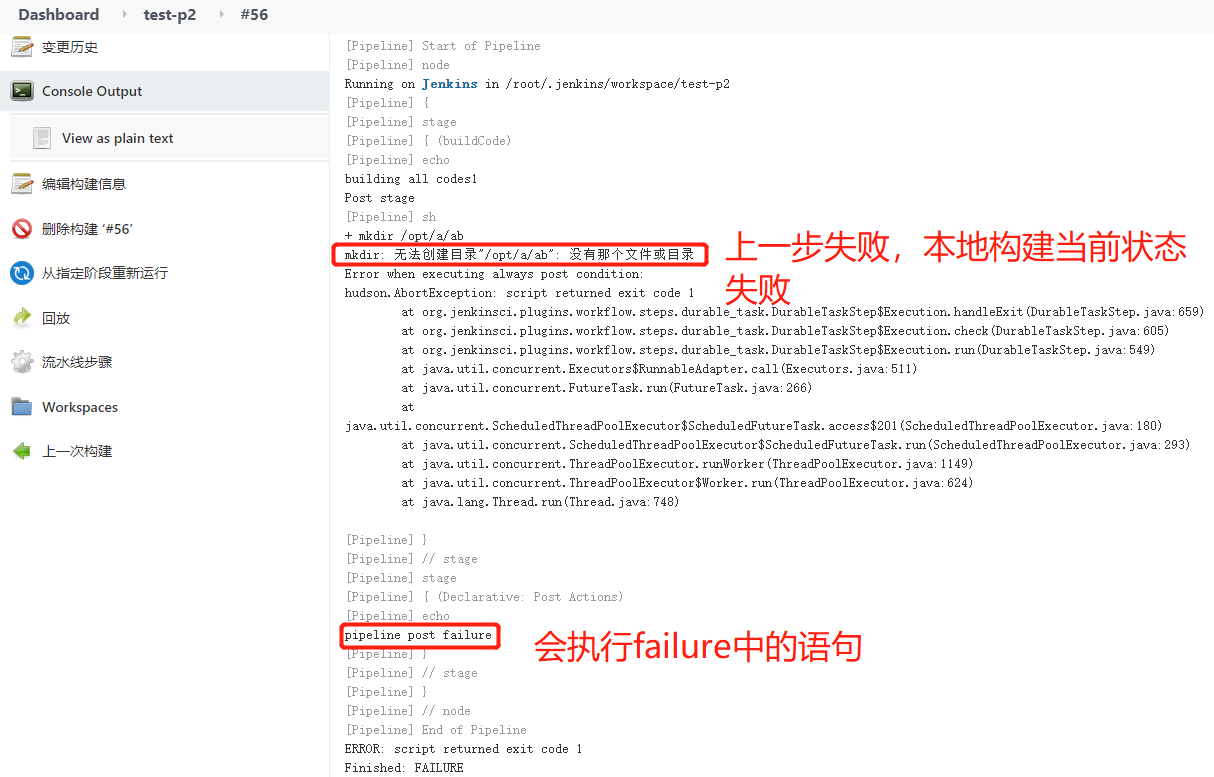 Dashboard
test-p2
#56
变更历史
Console Output
View as plain text
编辑构建信息
删除构建 ‘#56’
从指定阶段重新运行
回放
流水线步骤
Workspaces
上一次构建
[Pipeline] Start of Pipeline
[Pipeline] node
Running on Jenkins in /root/.jenkins/workspace/test-p2
[Pipeline] {
[Pipeline] stage
[Pipeline] { (buildCode)
[Pipeline] echo
building all codes1
Post stage
[Pipeline] sh
+ mkdir /opt/a/ab
mkdir: 无法创建目录"/opt/a/ab": 没有那个文件或目录
上一步失败，本地构建当前状态
失败
Error when executing always post condition:
hudson.AbortException: script returned exit code 1
at org.jenkinsci.plugins.workflow.steps.durable_task.DurableTaskStep$Execution.handleExit(DurableTaskStep.java:659)
at org.jenkinsci.plugins.workflow.steps.durable_task.DurableTaskStep$Execution.check(DurableTaskStep.java:605)
at org.jenkinsci.plugins.workflow.steps.durable_task.DurableTaskStep$Execution.run(DurableTaskStep.java:549)
at java.util.concurrent.Executors$RunnableAdapter.call(Executors.java:511)
at java.util.concurrent.FutureTask.run(FutureTask.java:266)
at
java.util.concurrent.ScheduledThreadPoolExecutor$ScheduledFutureTask.access$201(ScheduledThreadPoolExecutor.java:180)
at java.util.concurrent.ScheduledThreadPoolExecutor$ScheduledFutureTask.run(ScheduledThreadPoolExecutor.java:293)
at java.util.concurrent.ThreadPoolExecutor.runWorker(ThreadPoolExecutor.java:1149)
at java.util.concurrent.ThreadPoolExecutor$Worker.run(ThreadPoolExecutor.java:624)
at java.lang.Thread.run(Thread.java:748)
[Pipeline] }
[Pipeline] // stage
[Pipeline] stage
[Pipeline] { (Declarative: Post Actions)
[Pipeline] echo
pipeline post failure
会执行failure中的语句
[Pipeline] }
[Pipeline] // stage
[Pipeline] }
[Pipeline] // node
[Pipeline] End of Pipeline
ERROR: script returned exit code 1
Finished: FAILURE